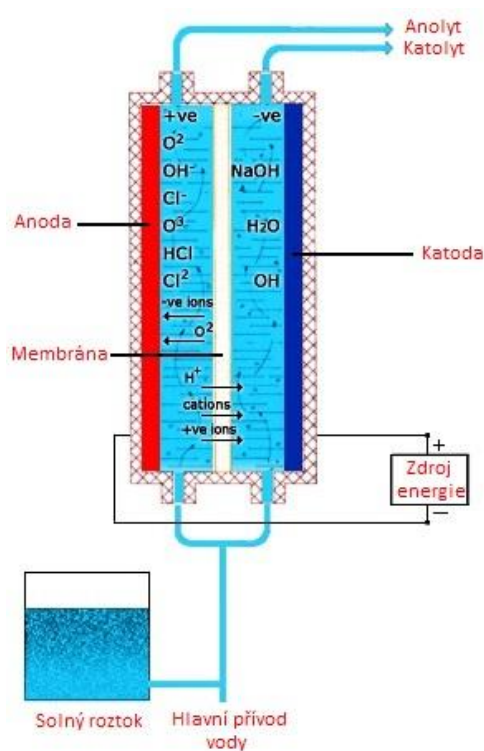 Anolyt
Katolyt
+ve
-ve
O²
OH⁻
NaOH
Cl⁻
Anoda
O³
H₂O
Katoda
HCl
Cl²
OH
-ve ions
O²
Membrána
H⁺
cations
+ve ions
+
Zdroj
energie
−
Solný roztok
Hlavní přívod
vody